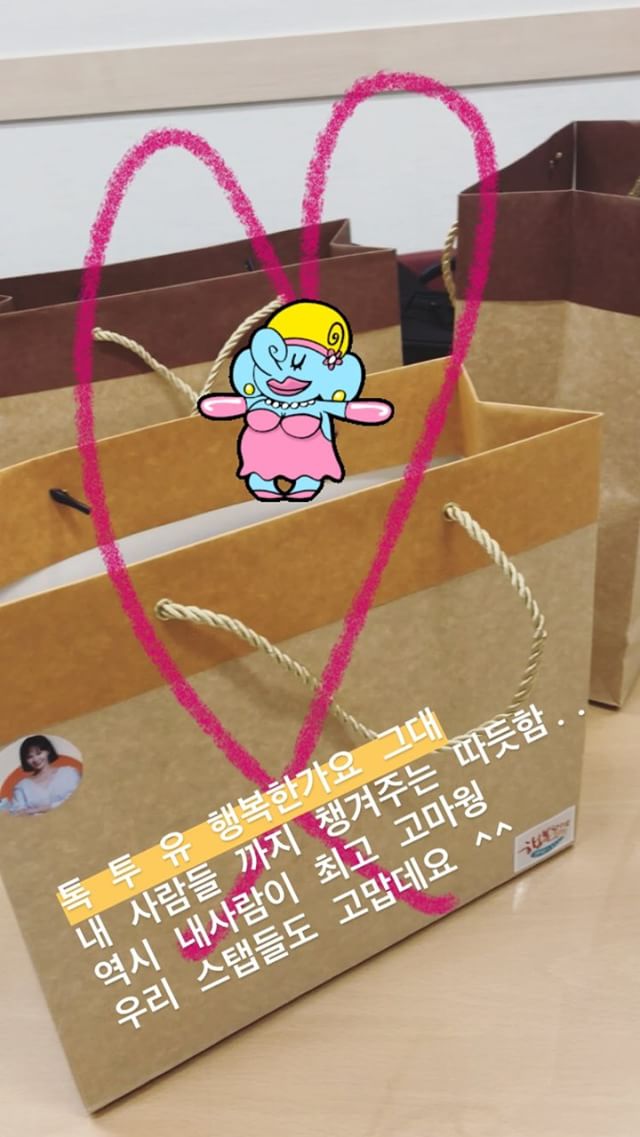 독 투 유 행복한가요 그대
내 사람들 까지 챙겨주는 따듯함 . .
역시 내사람이 최고 고마웡
우리 스탭들도 고맙데요 ^^